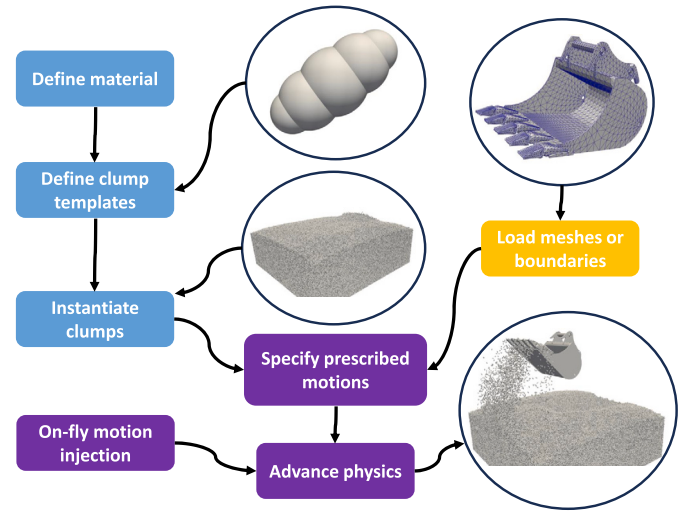 Define material
Define clump
templates
Load meshes or
boundaries
Instantiate
clumps
Specify prescribed
motions
On-fly motion
injection
Advance physics